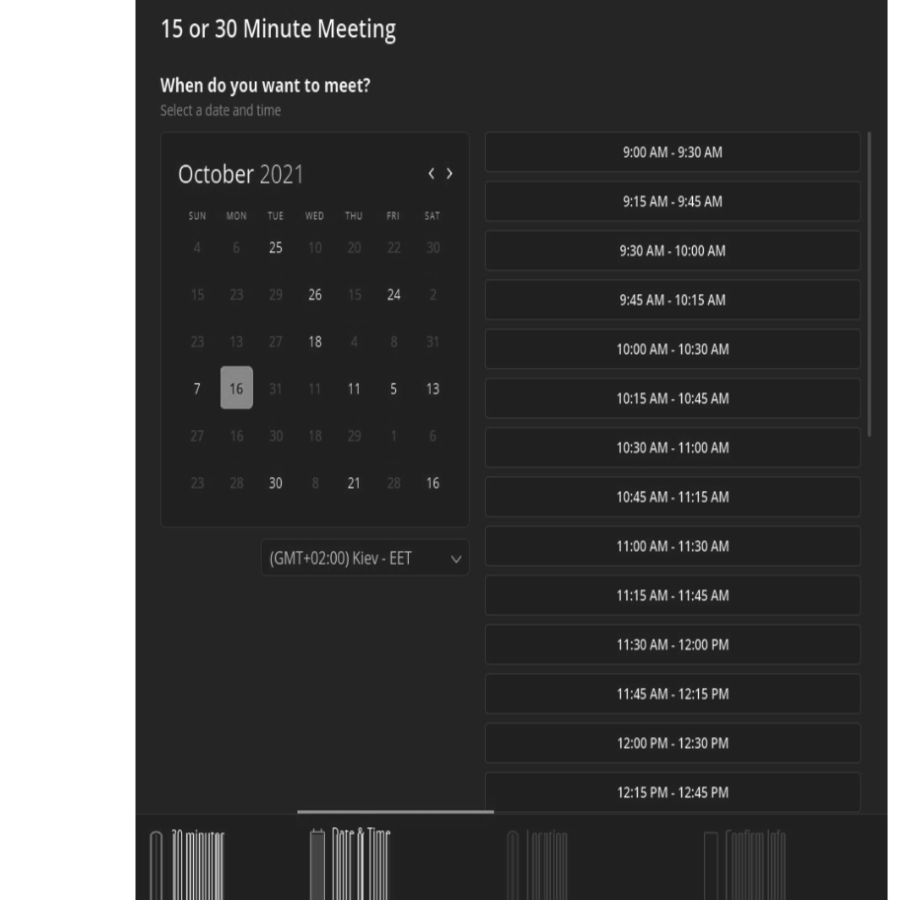 15 or 30 Minute Meeting
When do you want to meet?
Select a date and time
October 2021
SUN MON TUE WED THU FRI SAT
4 6 25 10 20 22 30
15 23 29 26 15 24 2
23 13 27 18 4 8 31
7 16 31 11 11 5 13
27 16 30 18 29 1 6
23 28 30 8 21 28 16
(GMT+02:00) Kiev - EET
9:00 AM - 9:30 AM
9:15 AM - 9:45 AM
9:30 AM - 10:00 AM
9:45 AM - 10:15 AM
10:00 AM - 10:30 AM
10:15 AM - 10:45 AM
10:30 AM - 11:00 AM
10:45 AM - 11:15 AM
11:00 AM - 11:30 AM
11:15 AM - 11:45 AM
11:30 AM - 12:00 PM
11:45 AM - 12:15 PM
12:00 PM - 12:30 PM
12:15 PM - 12:45 PM
30 minutes
Date & Time
Location
Confirm Info